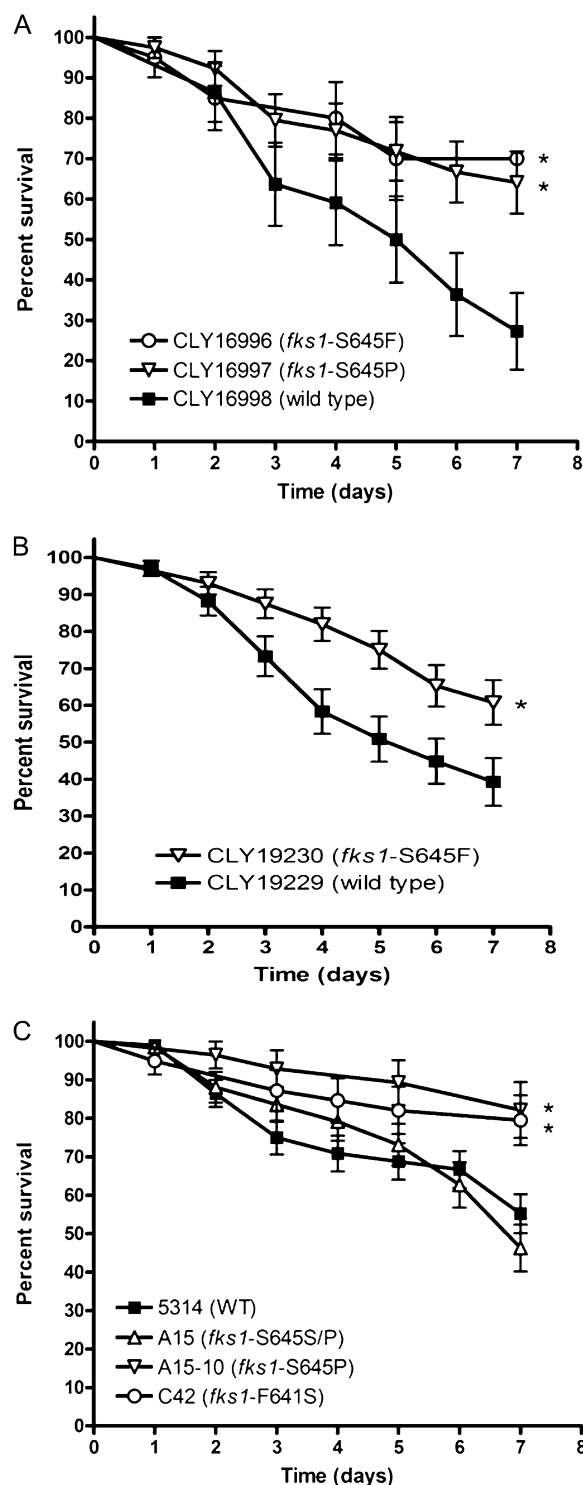 A
100
90
80
70
60
50
40
30
20
10
0
Percent survival
*
*
CLY16996 (fks1-S645F)
CLY16997 (fks1-S645P)
CLY16998 (wild type)
0 1 2 3 4 5 6 7 8
Time (days)
B
100
90
80
70
60
50
40
30
20
10
0
Percent survival
*
CLY19230 (fks1-S645F)
CLY19229 (wild type)
0 1 2 3 4 5 6 7 8
Time (days)
C
100
90
80
70
60
50
40
30
20
10
0
Percent survival
*
*
5314 (WT)
A15 (fks1-S645S/P)
A15-10 (fks1-S645P)
C42 (fks1-F641S)
0 1 2 3 4 5 6 7 8
Time (days)